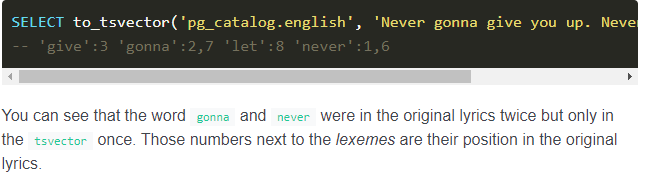 SELECT to_tsvector('pg_catalog.english', 'Never gonna give you up. Never
-- 'give':3 'gonna':2,7 'let':8 'never':1,6
You can see that the word gonna and never were in the original lyrics twice but only in
the tsvector once. Those numbers next to the lexemes are their position in the original
lyrics.